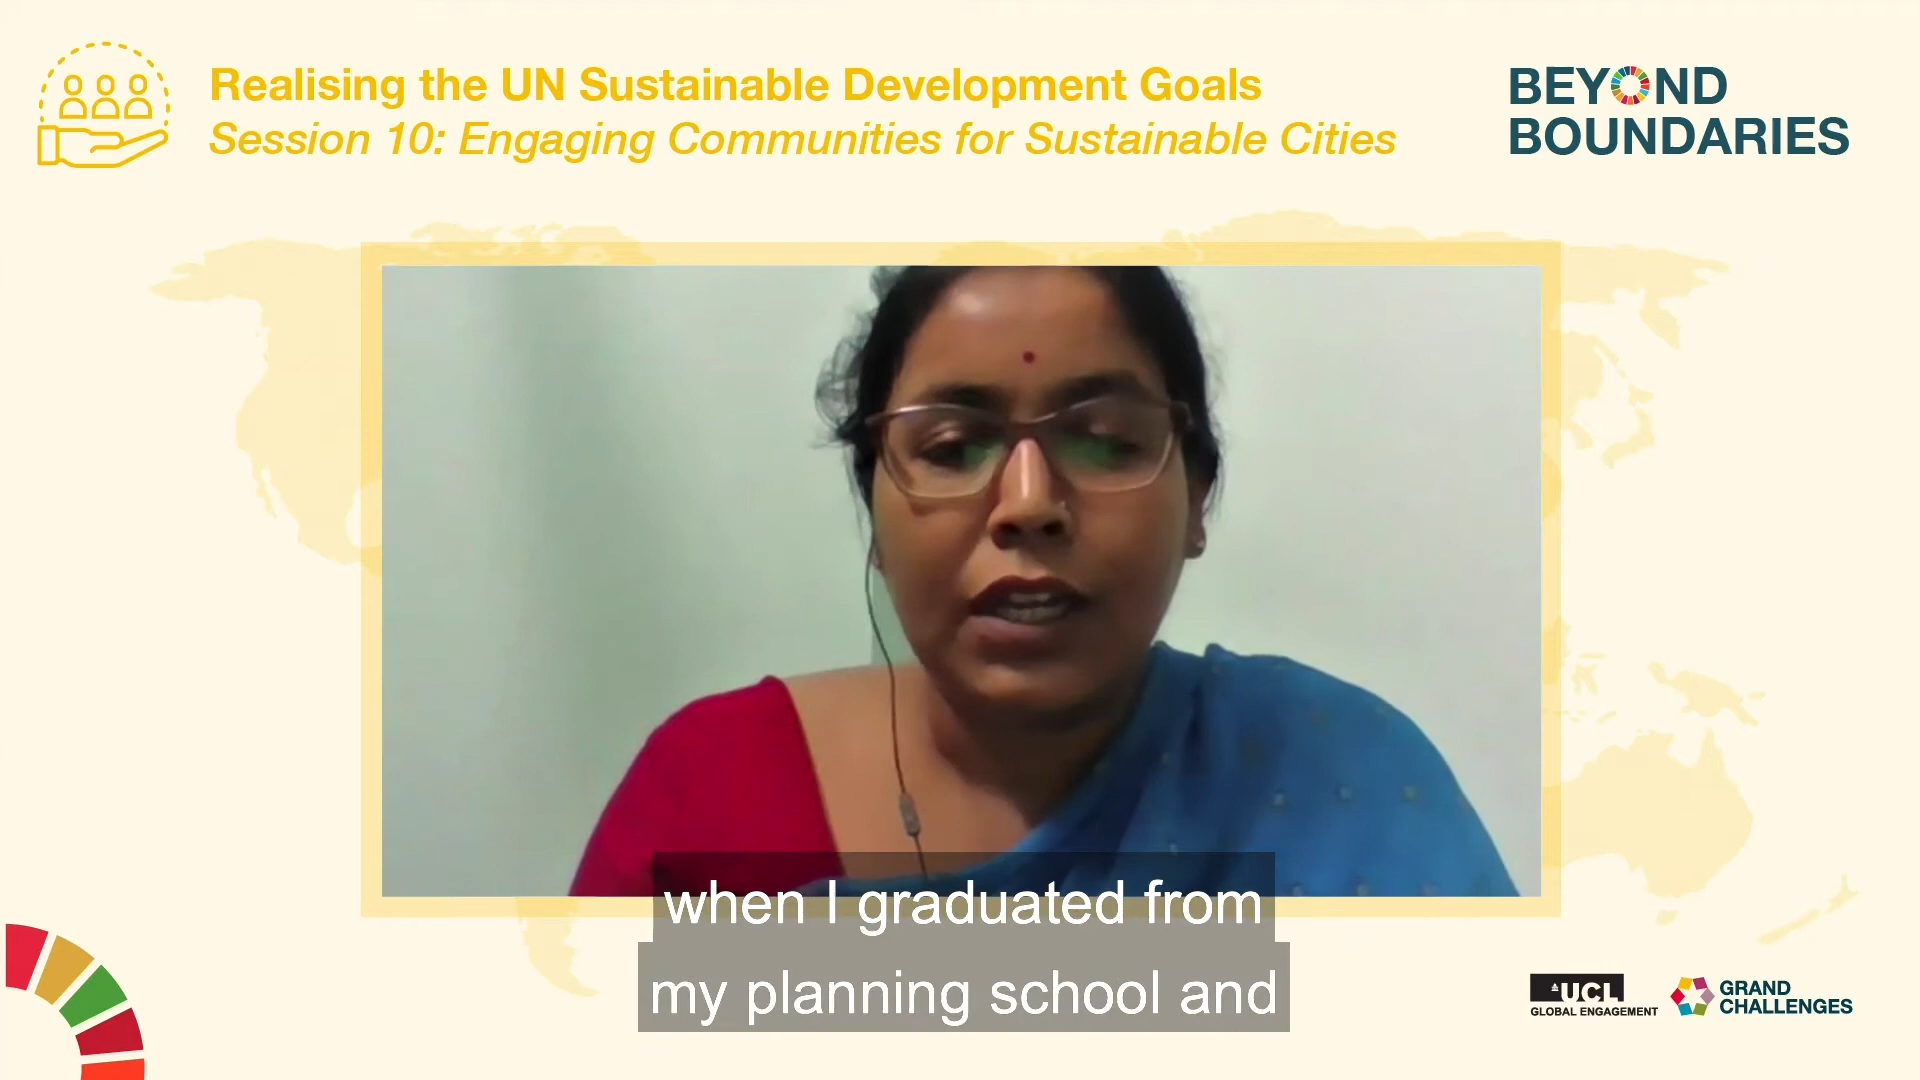 Realising the UN Sustainable Development Goals
Session 10: Engaging Communities for Sustainable Cities
BEYOND
BOUNDARIES
when I graduated from
my planning school and
UCL
GLOBAL ENGAGEMENT
GRAND
CHALLENGES